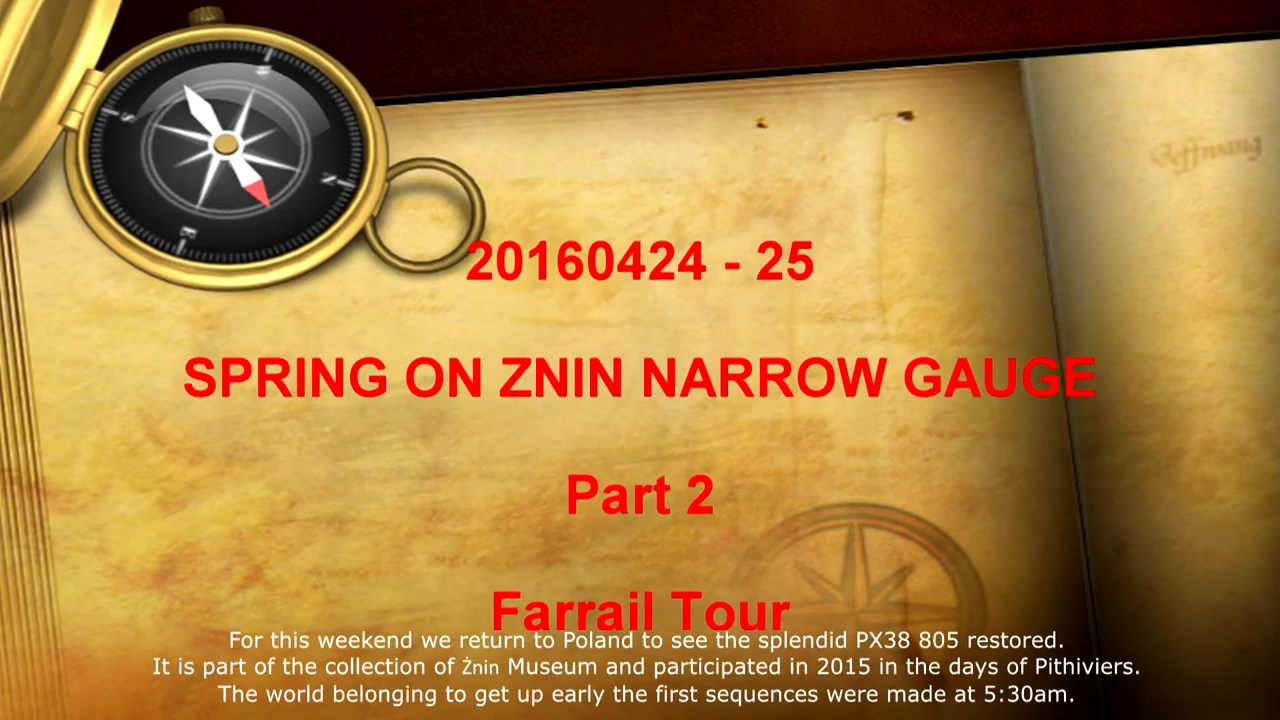 20160424 - 25
SPRING ON ZNIN NARROW GAUGE
Part 2
Farrail Tour
For this weekend we return to Poland to see the splendid PX38 805 restored.
It is part of the collection of Żnin Museum and participated in 2015 in the days of Pithiviers.
The world belonging to get up early the first sequences were made at 5:30am.